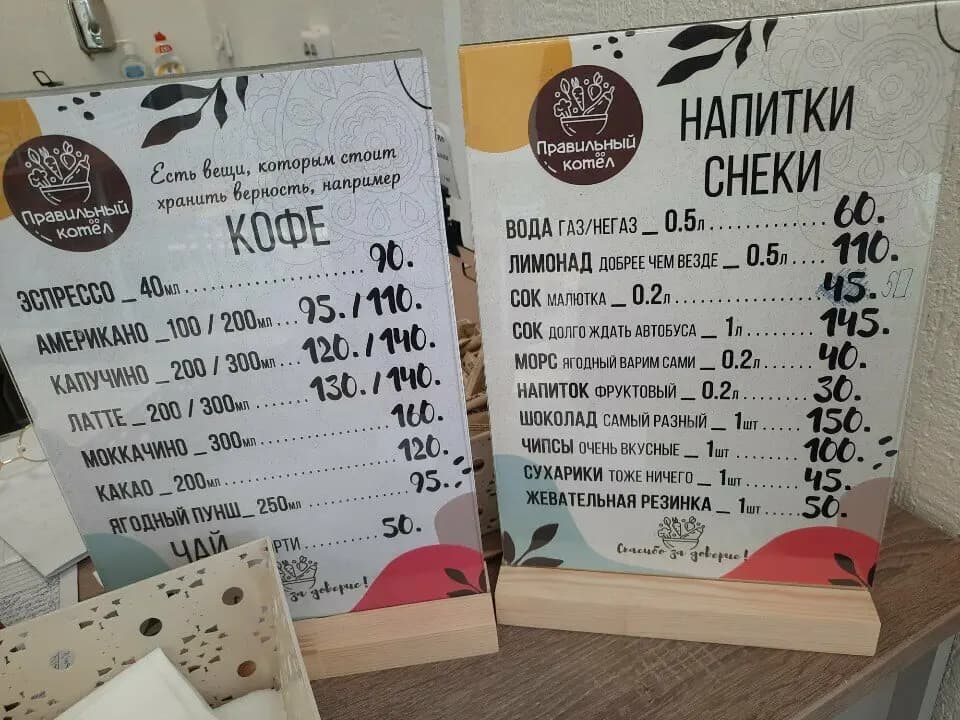 Правильный
котёл
Есть вещи, которым стоит
хранить верность, например
КОФЕ
ЭСПРЕССО _ 40мл ........................ 90.
АМЕРИКАНО _100 / 200мл ... 95. / 110.
КАПУЧИНО _ 200 / 300мл ....... 120. / 140.
ЛАТТЕ _ 200 / 300мл ............ 130. / 140.
МОККАЧИНО _ 300мл .................. 160.
КАКАО _ 200мл ........................... 120.
ЯГОДНЫЙ ПУНШ_ 250мл ............... 95.
ЧАЙ РТИ ............ 50.
за доверие!
Правильный
котёл
НАПИТКИ
СНЕКИ
ВОДА ГАЗ/НЕГАЗ _ 0.5л ............... 60.
ЛИМОНАД ДОБРЕЕ ЧЕМ ВЕЗДЕ _ 0.5л .... 110.
СОК МАЛЮТКА _ 0.2л .................. 45.
СОК ДОЛГО ЖДАТЬ АВТОБУСА _ 1л ....... 145.
МОРС ЯГОДНЫЙ ВАРИМ САМИ _ 0.2л ...... 40.
НАПИТОК ФРУКТОВЫЙ _ 0.2л ............ 30.
ШОКОЛАД САМЫЙ РАЗНЫЙ _ 1шт ....... 150.
ЧИПСЫ ОЧЕНЬ ВКУСНЫЕ _ 1шт ......... 100.
СУХАРИКИ ТОЖЕ НИЧЕГО _ 1шт ......... 45.
ЖЕВАТЕЛЬНАЯ РЕЗИНКА _ 1шт ....... 50.
Спасибо за доверие!